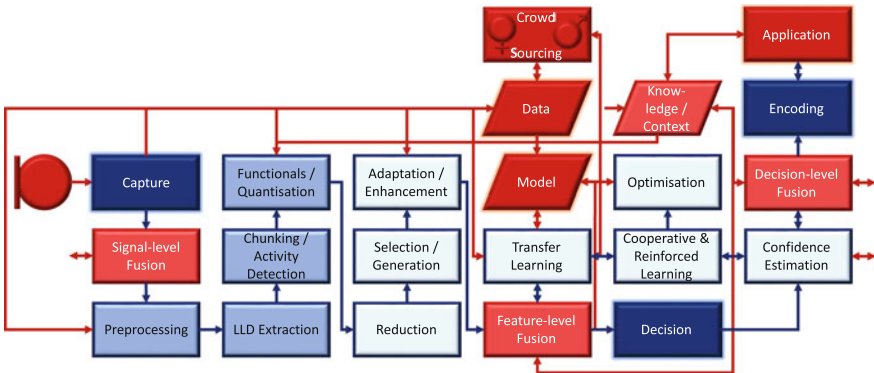 Crowd
Sourcing
Application
Data
Know-
ledge /
Context
Encoding
Capture
Functionals /
Quantisation
Adaptation /
Enhancement
Model
Optimisation
Decision-level
Fusion
Signal-level
Fusion
Chunking /
Activity
Detection
Selection /
Generation
Transfer
Learning
Cooperative &
Reinforced
Learning
Confidence
Estimation
Preprocessing
LLD Extraction
Reduction
Feature-level
Fusion
Decision